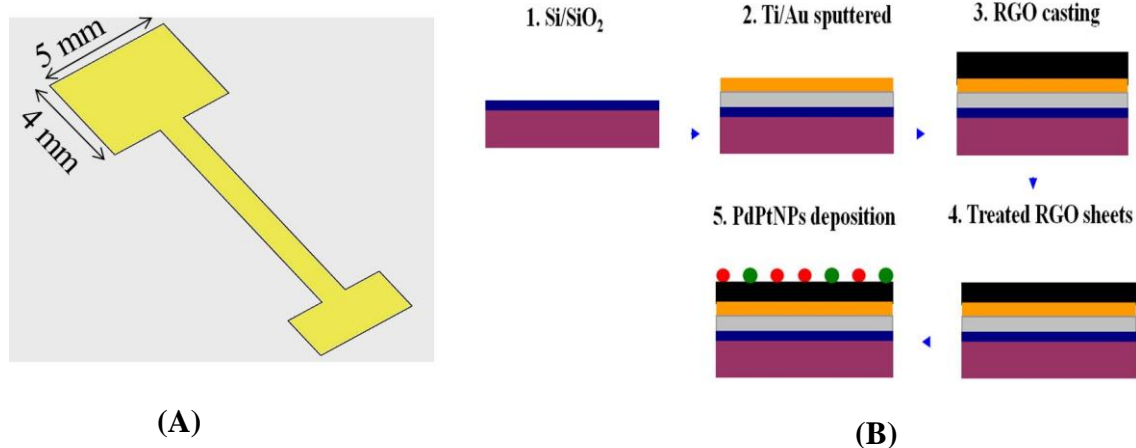 5 mm
4 mm
(A)
1. Si/SiO₂
2. Ti/Au sputtered
3. RGO casting
5. PdPtNPs deposition
4. Treated RGO sheets
(B)